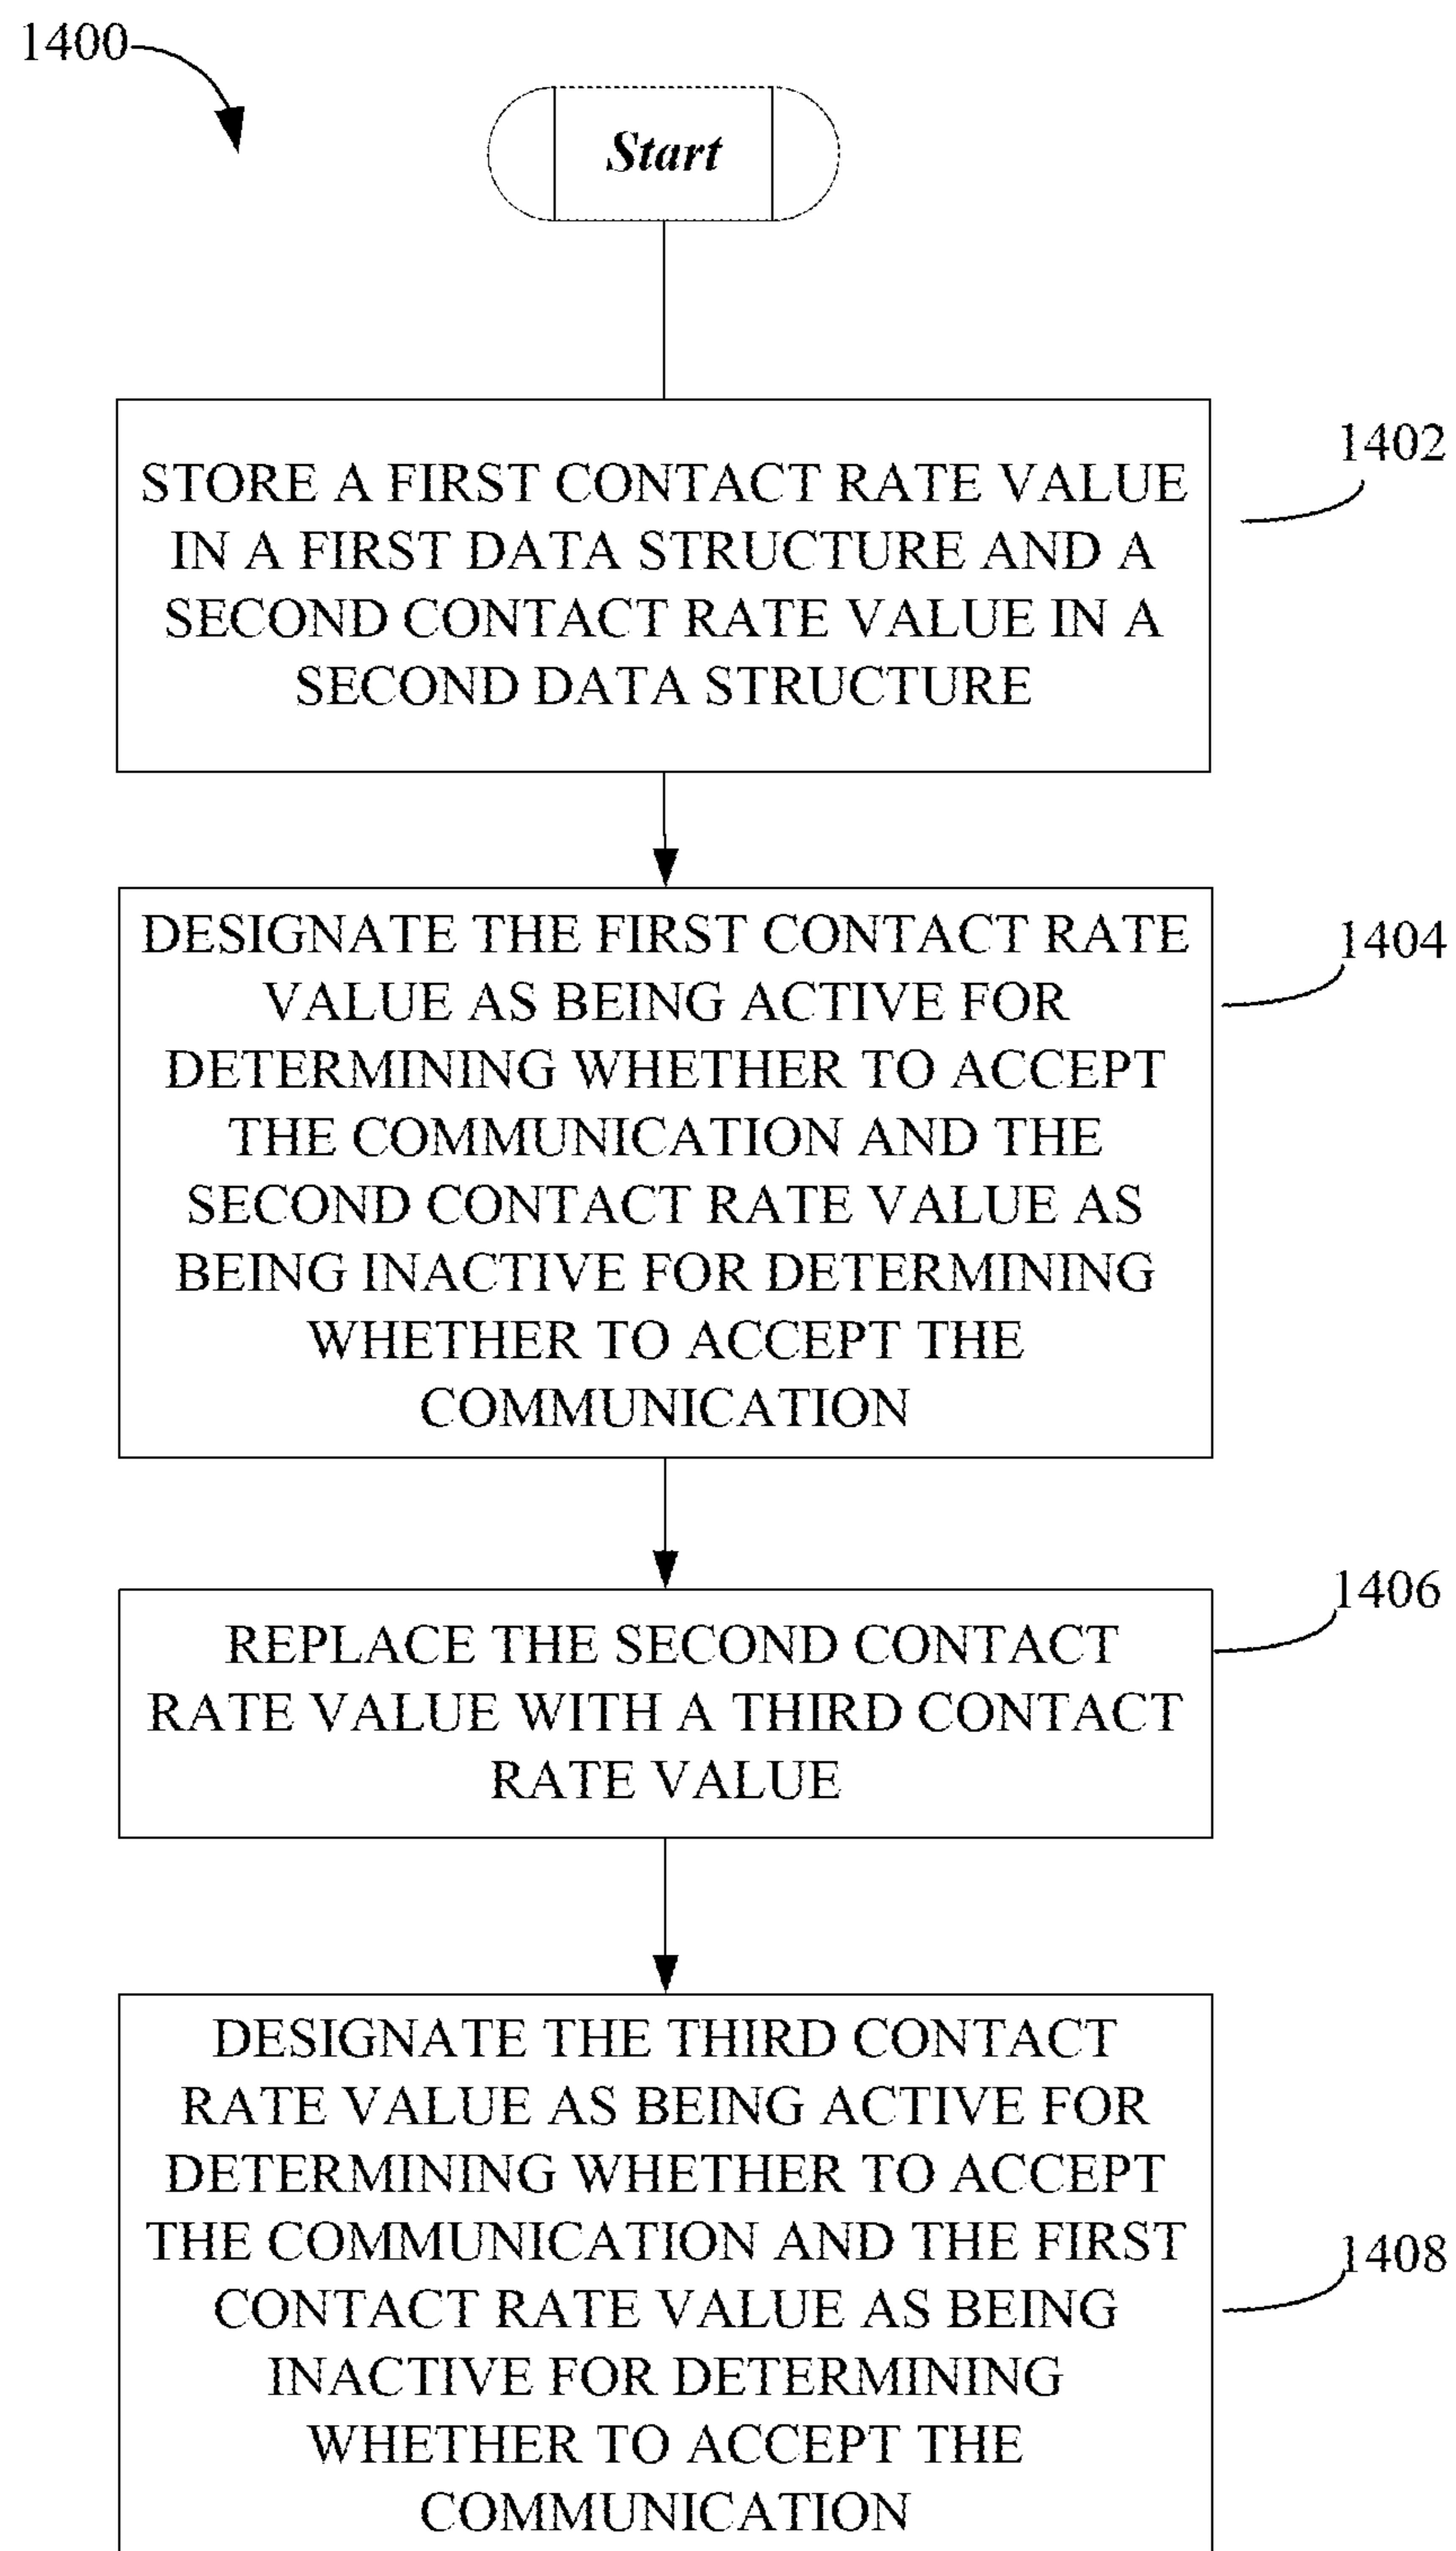 1400
Start
1402
STORE A FIRST CONTACT RATE VALUE
IN A FIRST DATA STRUCTURE AND A
SECOND CONTACT RATE VALUE IN A
SECOND DATA STRUCTURE
1404
DESIGNATE THE FIRST CONTACT RATE
VALUE AS BEING ACTIVE FOR
DETERMINING WHETHER TO ACCEPT
THE COMMUNICATION AND THE
SECOND CONTACT RATE VALUE AS
BEING INACTIVE FOR DETERMINING
WHETHER TO ACCEPT THE
COMMUNICATION
1406
REPLACE THE SECOND CONTACT
RATE VALUE WITH A THIRD CONTACT
RATE VALUE
DESIGNATE THE THIRD CONTACT
RATE VALUE AS BEING ACTIVE FOR
DETERMINING WHETHER TO ACCEPT
THE COMMUNICATION AND THE FIRST
1408
CONTACT RATE VALUE AS BEING
INACTIVE FOR DETERMINING
WHETHER TO ACCEPT THE
COMMUNICATION